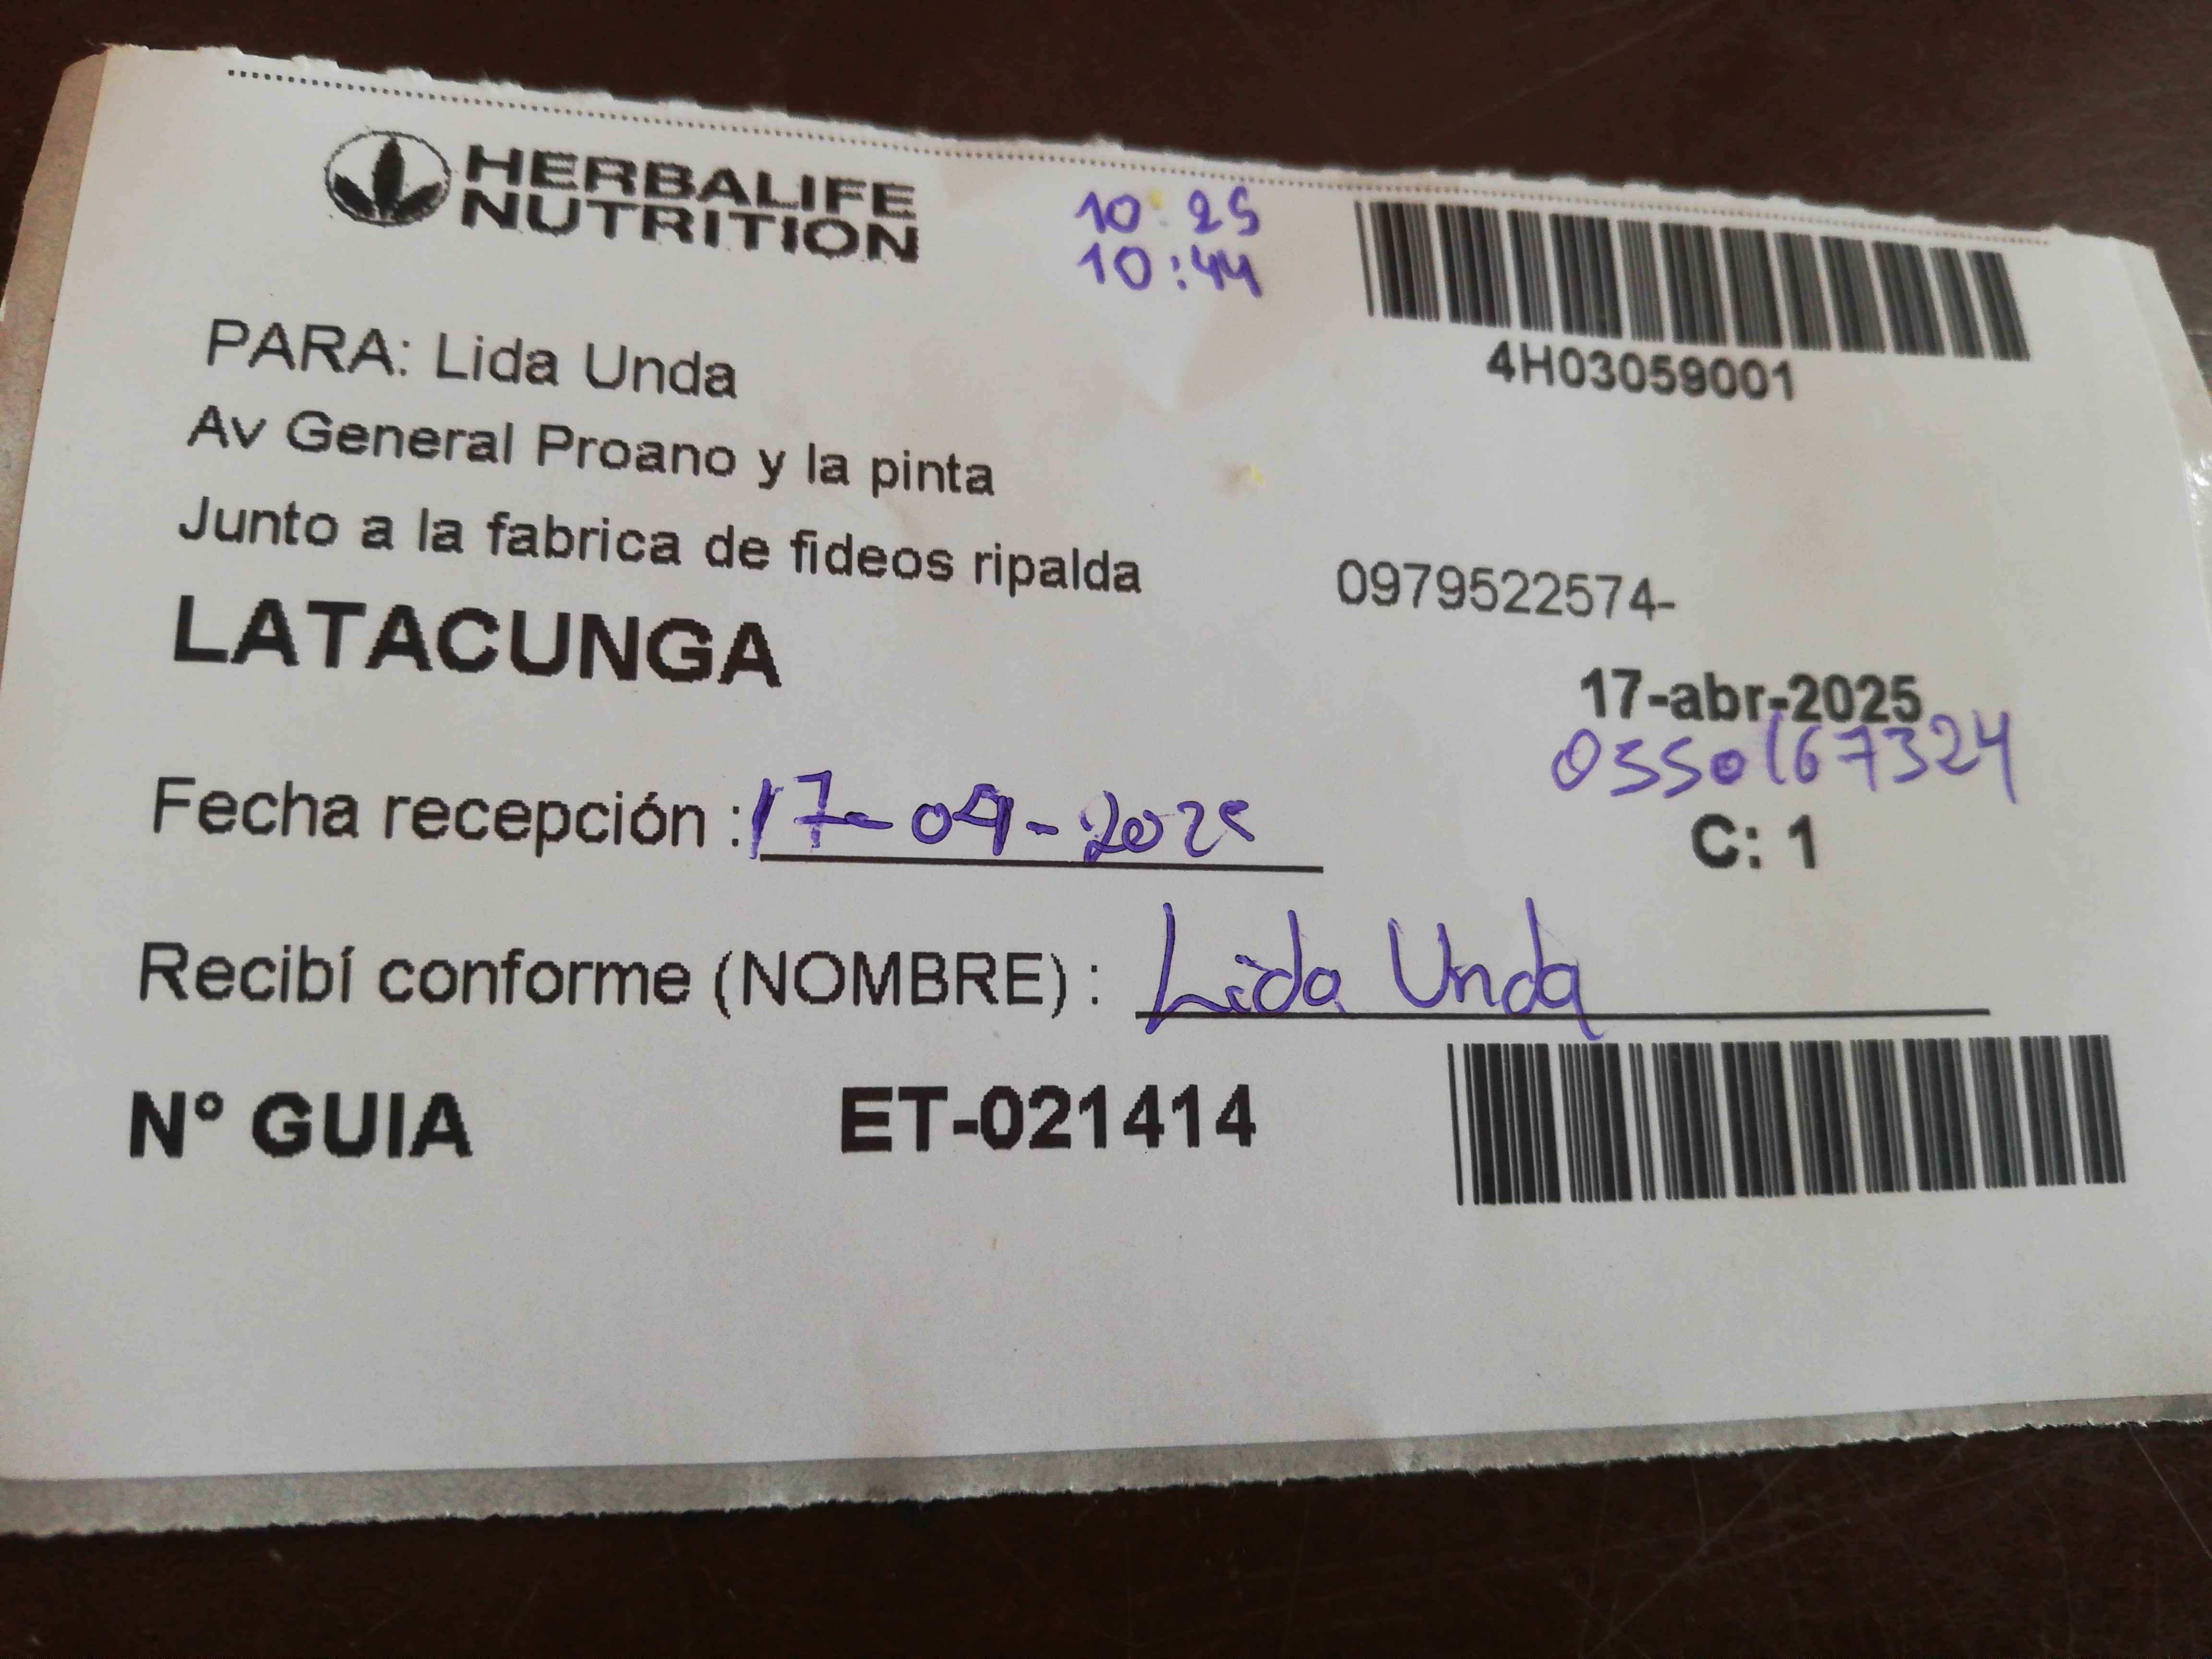 HERBALIFE
NUTRITION
10:25
10:44
4H03059001
PARA: Lida Unda
Av General Proano y la pinta
Junto a la fabrica de fideos ripalda
0979522574-
LATACUNGA
17-abr-2025
0550167324
Fecha recepción : 17-04-2025
C: 1
Recibí conforme (NOMBRE) : Lida Unda
N° GUIA ET-021414